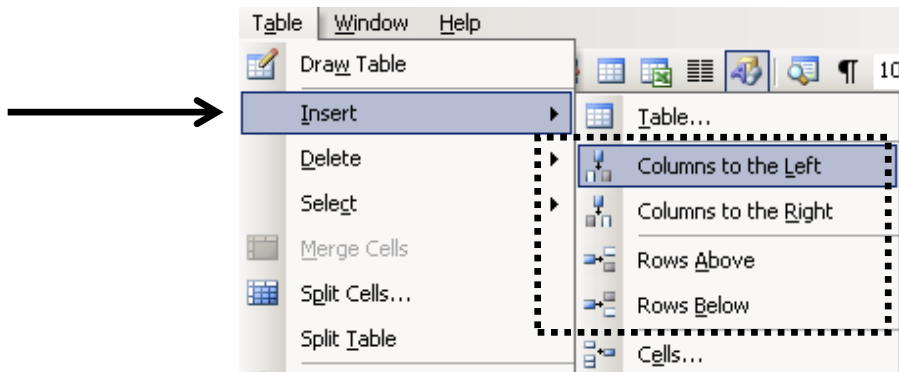 Table Window Help
Draw Table
¶ 10
Insert
Table...
Delete
Columns to the Left
Select
Columns to the Right
Merge Cells
Rows Above
Split Cells...
Rows Below
Split Table
Cells...